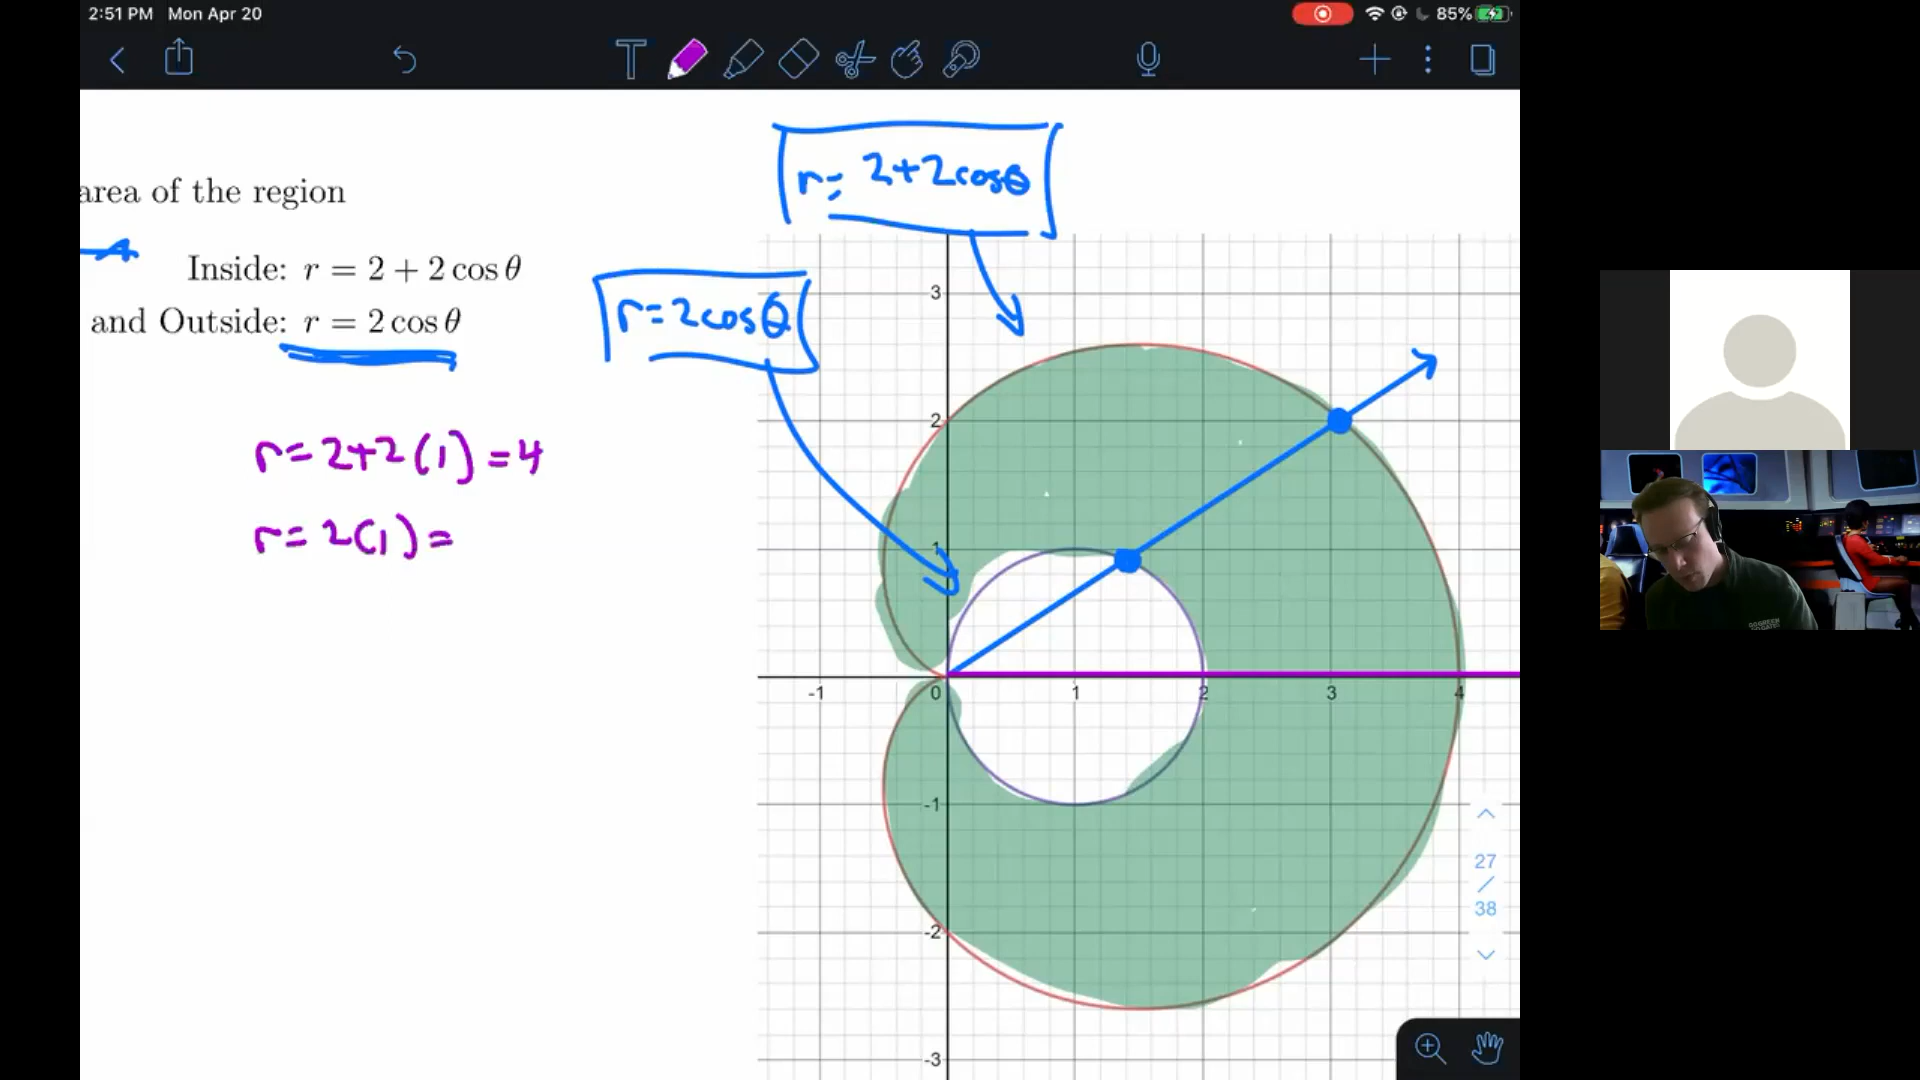 2:51 PM Mon Apr 20
85%
T
r= 2+2cosθ
area of the region
Inside: r = 2 + 2 cos θ
r=2cosθ
and Outside: r = 2 cos θ
r=2+2(1)=4
r=2(1)=
3
2
1
-1 0 1 2 3 4
-1
-2
-3
27
/
38